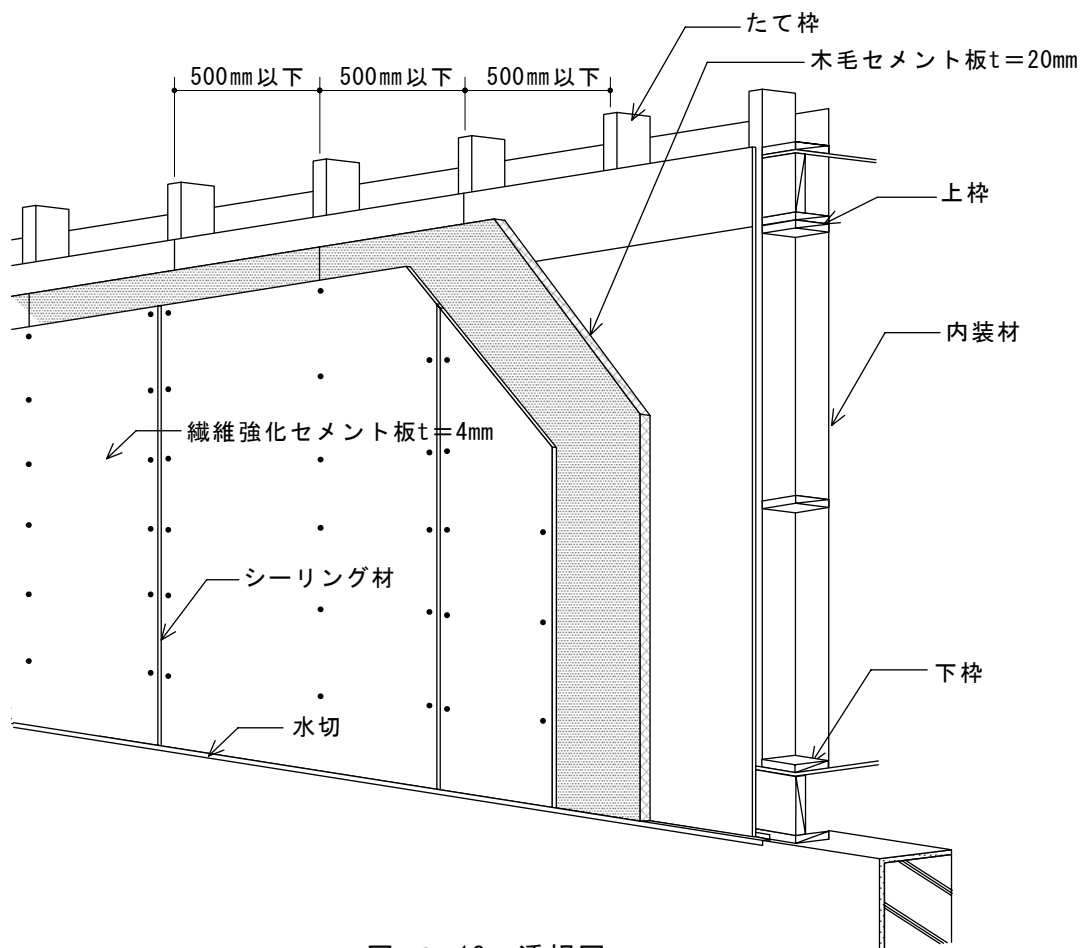 たて枠
木毛セメント板t＝20㎜
500㎜以下
500㎜以下
500㎜以下
上枠
内装材
繊維強化セメント板t＝4㎜
シーリング材
下枠
水切